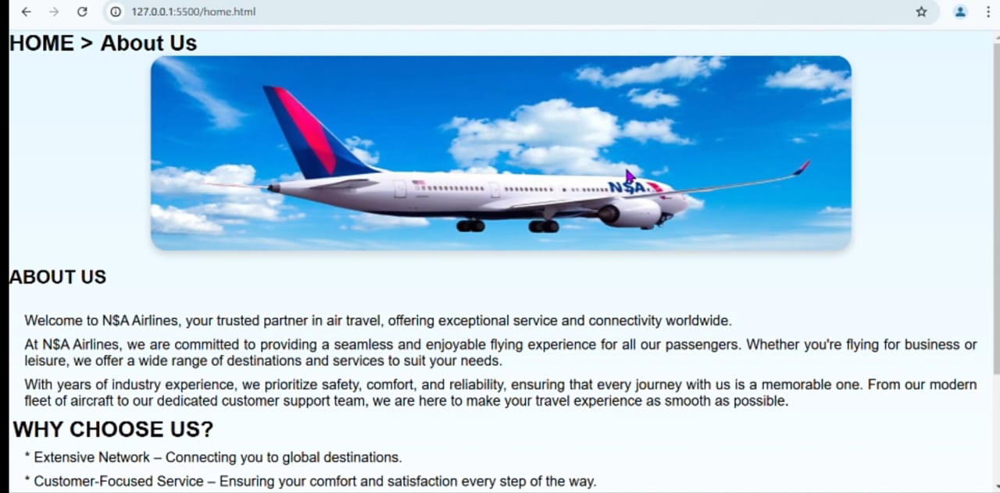 127.0.0.1:5500/home.html
HOME > About Us
N$A
ABOUT US
Welcome to N$A Airlines, your trusted partner in air travel, offering exceptional service and connectivity worldwide.
At N$A Airlines, we are committed to providing a seamless and enjoyable flying experience for all our passengers. Whether you're flying for business or
leisure, we offer a wide range of destinations and services to suit your needs.
With years of industry experience, we prioritize safety, comfort, and reliability, ensuring that every journey with us is a memorable one. From our modern
fleet of aircraft to our dedicated customer support team, we are here to make your travel experience as smooth as possible.
WHY CHOOSE US?
* Extensive Network – Connecting you to global destinations.
* Customer-Focused Service – Ensuring your comfort and satisfaction every step of the way.